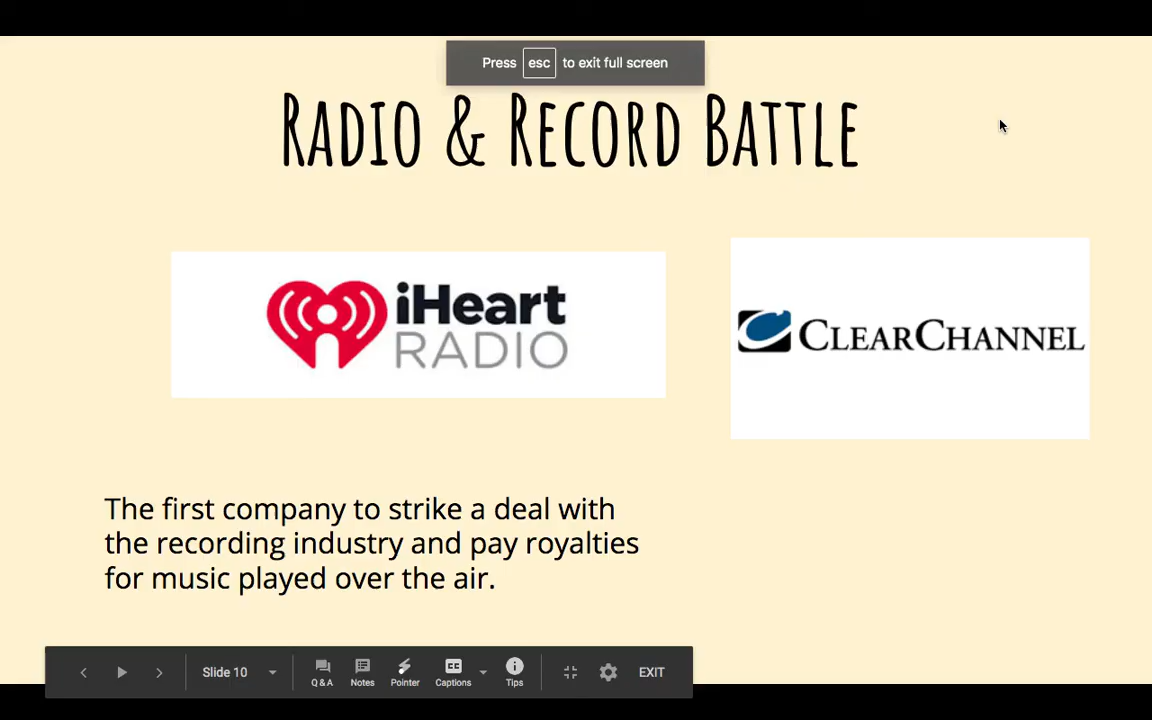 Press esc to exit full screen
RADIO & RECORD BATTLE
iHeart
RADIO
CLEARCHANNEL
The first company to strike a deal with
the recording industry and pay royalties
for music played over the air.
Slide 10
Q & A
Notes
Pointer
CC
Captions
Tips
EXIT